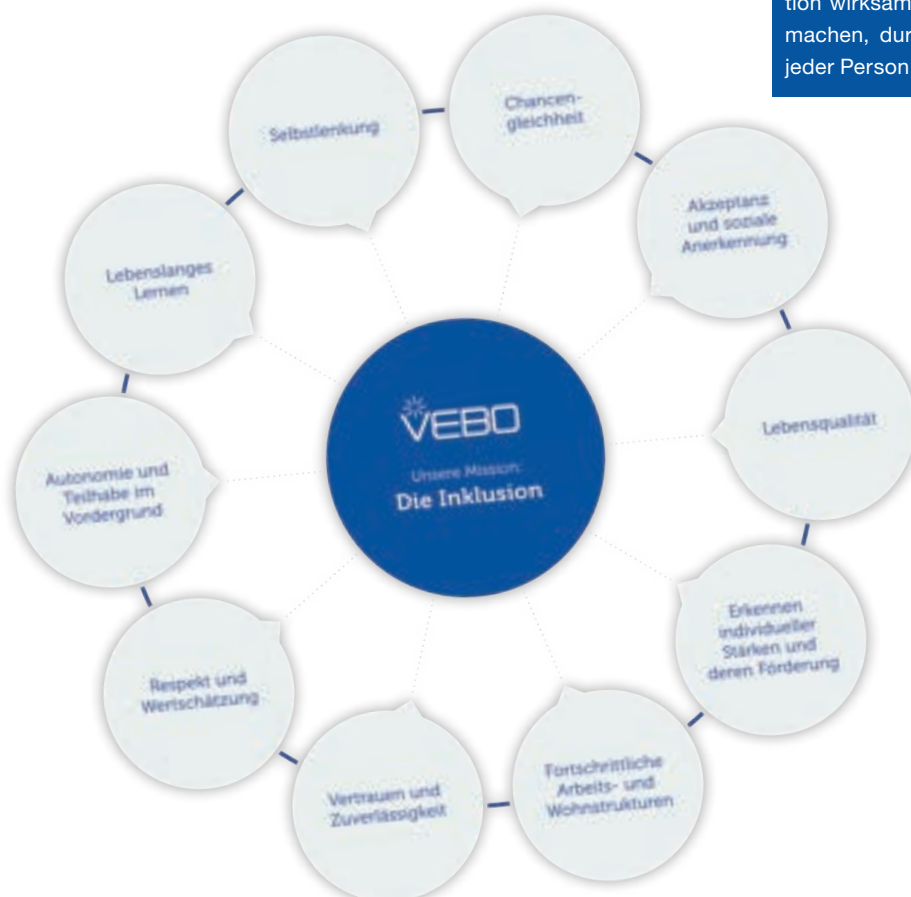 tion wirksam
machen, dur
jeder Person
Selbstlenkung
Chancen-
gleichheit
Akzeptanz
und soziale
Anerkennung
Lebensqualität
Erkennen
individueller
Stärken und
deren Förderung
Fortschrittliche
Arbeits- und
Wohnstrukturen
Vertrauen und
Zuverlässigkeit
Respekt und
Wertschätzung
Autonomie und
Teilhabe im
Vordergrund
Lebenslanges
Lernen
VEBO
Unsere Mission:
Die Inklusion